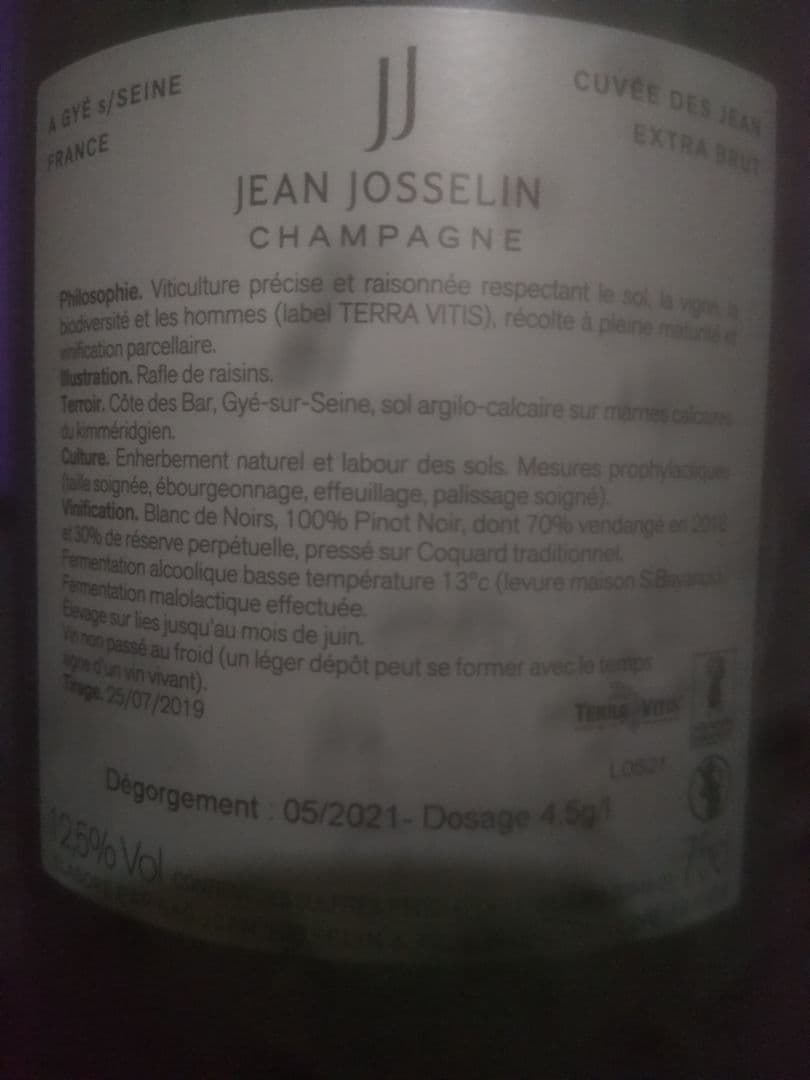 A GYÉ s/SEINE
FRANCE
JJ
CUVÉE DES JEAN
EXTRA BRUT
JEAN JOSSELIN
CHAMPAGNE
Philosophie. Viticulture précise et raisonnée respectant le sol, la vigne, la
biodiversité et les hommes (label TERRA VITIS), récolte à pleine maturité et
vinification parcellaire.
Illustration. Rafle de raisins.
Terroir. Côte des Bar, Gyé-sur-Seine, sol argilo-calcaire sur marnes calcaires
du kimméridgien.
Culture. Enherbement naturel et labour des sols. Mesures prophylactiques
(taille soignée, ébourgeonnage, effeuillage, palissage soigné).
Vinification. Blanc de Noirs, 100% Pinot Noir, dont 70% vendangé en 2018
et 30% de réserve perpétuelle, pressé sur Coquard traditionnel.
Fermentation alcoolique basse température 13°c (levure maison S.Bayanus).
Fermentation malolactique effectuée.
Élevage sur lies jusqu'au mois de juin.
Vin non passé au froid (un léger dépôt peut se former avec le temps
signe d'un vin vivant).
Tirage. 25/07/2019
TERRA VITIS
L0521
Dégorgement : 05/2021- Dosage 4.5g/l
12,5% Vol
75cl